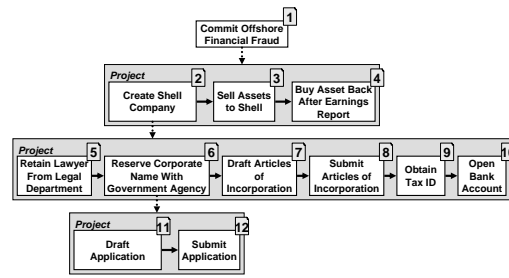 1
Commit Offshore
Financial Fraud
Project
2
Create Shell
Company
3
Sell Assets
to Shell
4
Buy Asset Back
After Earnings
Report
Project
5
Retain Lawyer
From Legal
Department
6
Reserve Corporate
Name With
Government Agency
7
Draft Articles
of
Incorporation
8
Submit
Articles of
Incorporation
9
Obtain
Tax ID
10
Open
Bank
Account
Project
11
Draft
Application
12
Submit
Application